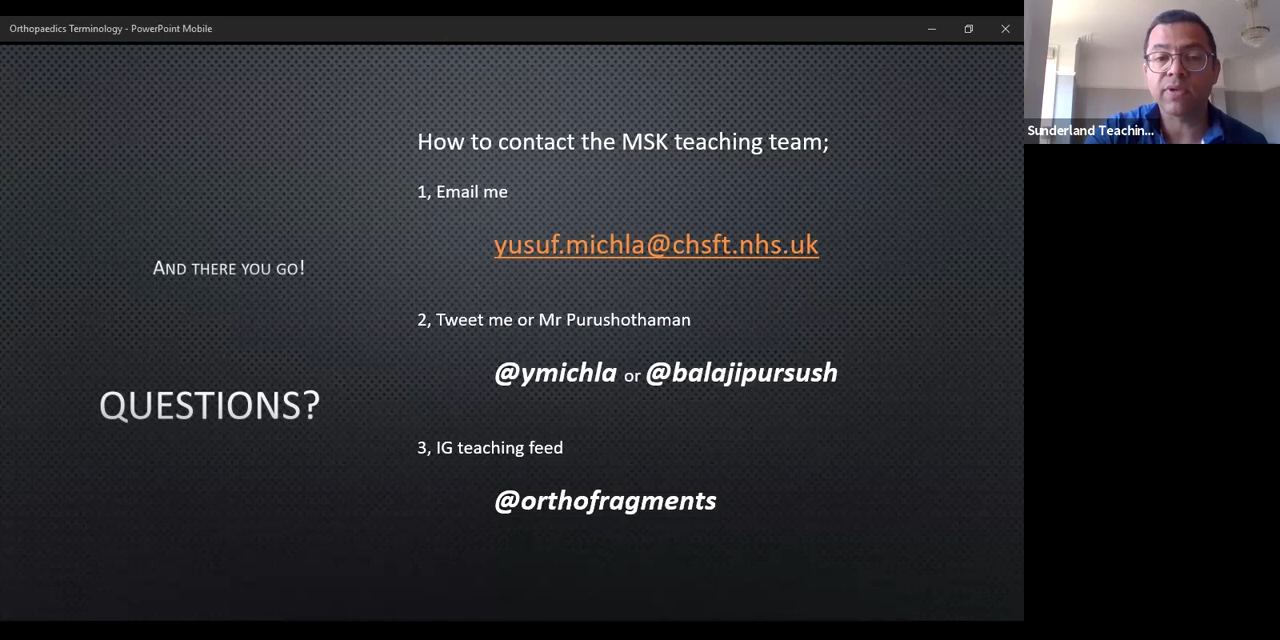 Orthopaedics Terminology - PowerPoint Mobile
Sunderland Teachin...
How to contact the MSK teaching team;
1, Email me
yusuf.michla@chsft.nhs.uk
AND THERE YOU GO!
2, Tweet me or Mr Purushothaman
@ymichla or @balajipursush
QUESTIONS?
3, IG teaching feed
@orthofragments